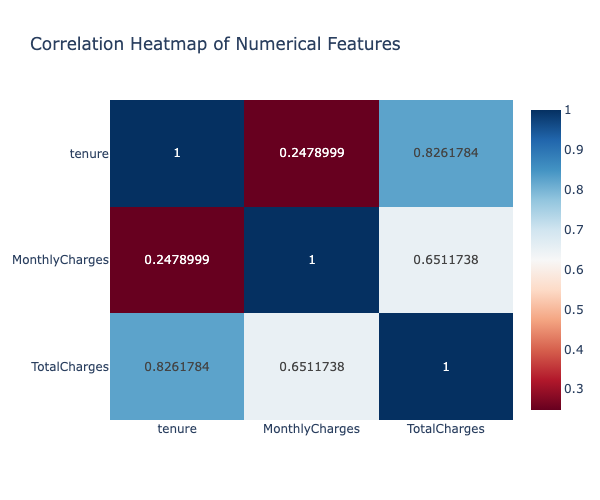 Correlation Heatmap of Numerical Features
tenure
1
0.2478999
0.8261784
MonthlyCharges
0.2478999
1
0.6511738
TotalCharges
0.8261784
0.6511738
1
tenure
MonthlyCharges
TotalCharges
1
0.9
0.8
0.7
0.6
0.5
0.4
0.3